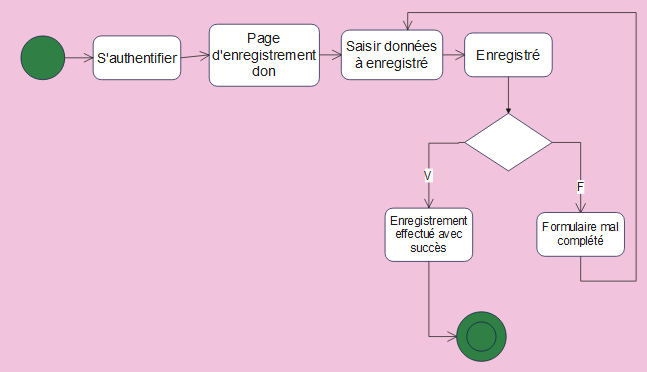 S'authentifier
Page
d'enregistrement
don
Saisir données
à enregistré
Enregistré
V
F
Enregistrement
effectué avec
succès
Formulaire mal
complété